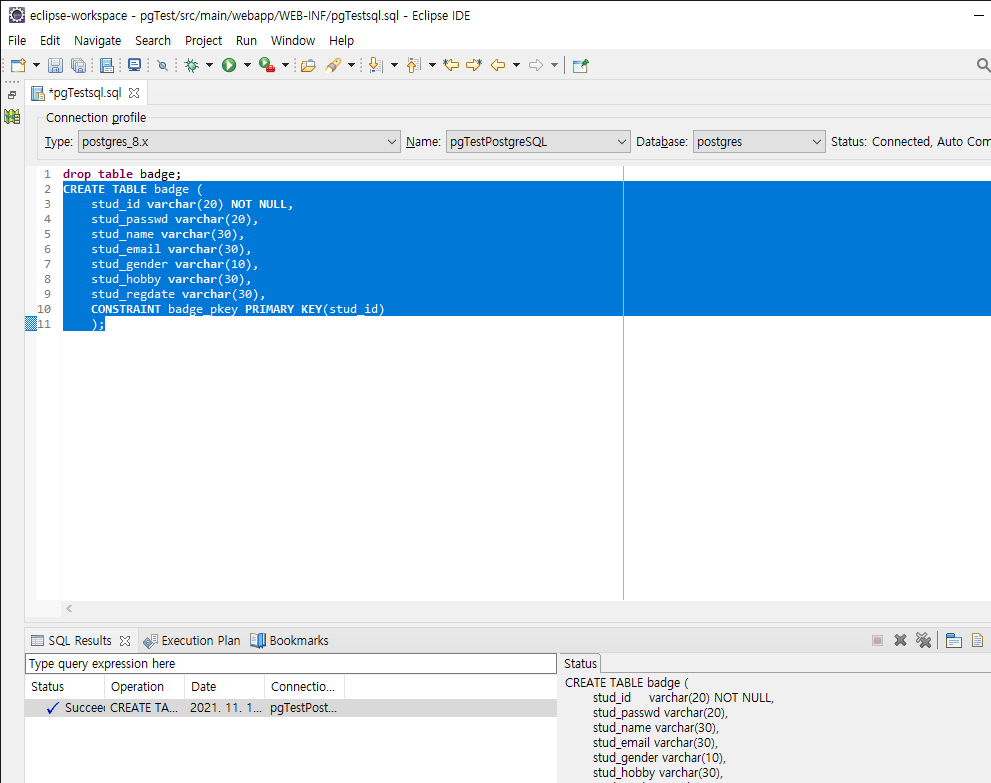 eclipse-workspace - pgTest/src/main/webapp/WEB-INF/pgTestsql.sql - Eclipse IDE
File Edit Navigate Search Project Run Window Help
*pgTestsql.sql
Connection profile
Type: postgres_8.x Name: pgTestPostgreSQL Database: postgres Status: Connected, Auto Com
1 drop table badge;
2 CREATE TABLE badge (
3 stud_id varchar(20) NOT NULL,
4 stud_passwd varchar(20),
5 stud_name varchar(30),
6 stud_email varchar(30),
7 stud_gender varchar(10),
8 stud_hobby varchar(30),
9 stud_regdate varchar(30),
10 CONSTRAINT badge_pkey PRIMARY KEY(stud_id)
11 );
SQL Results Execution Plan Bookmarks
Type query expression here
Status Operation Date Connectio...
Succee CREATE TA... 2021. 11. 1... pgTestPost...
Status
CREATE TABLE badge (
stud_id varchar(20) NOT NULL,
stud_passwd varchar(20),
stud_name varchar(30),
stud_email varchar(30),
stud_gender varchar(10),
stud_hobby varchar(30),